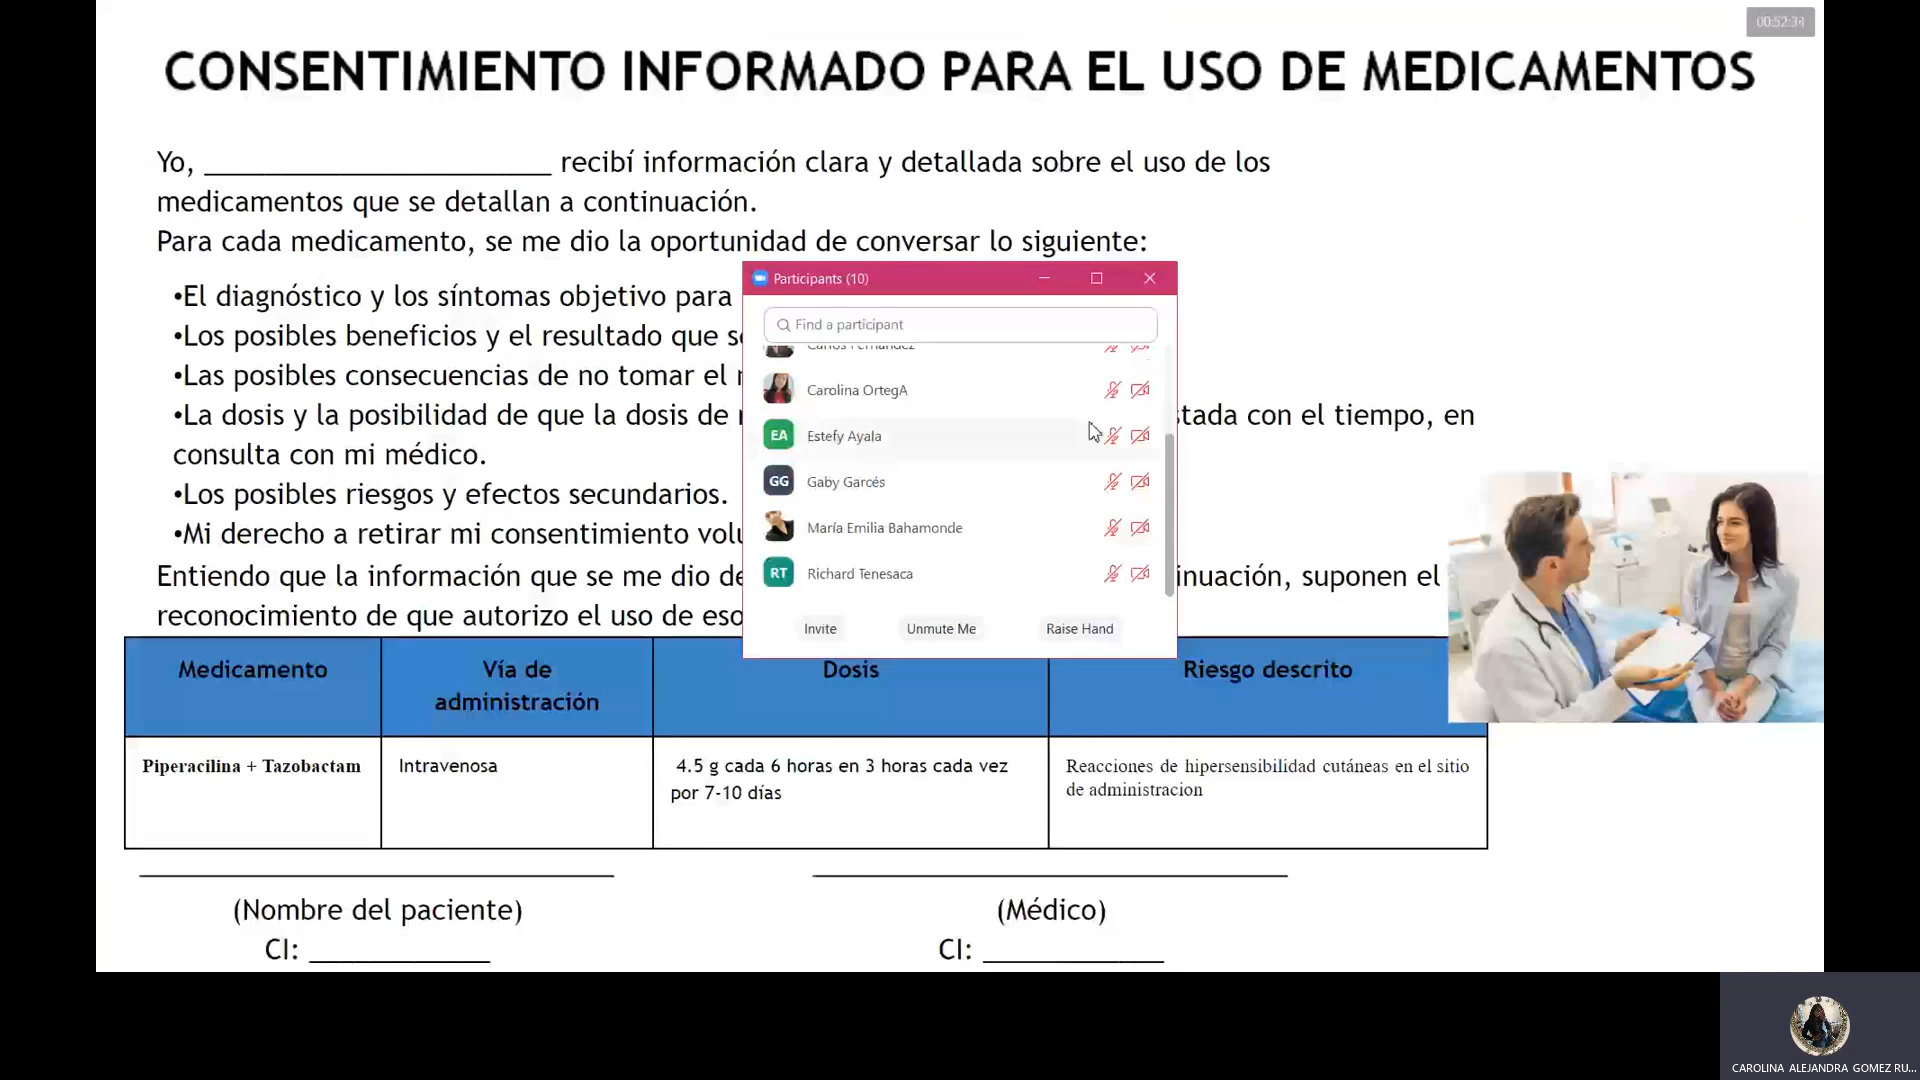 00:52:31
CONSENTIMIENTO INFORMADO PARA EL USO DE MEDICAMENTOS
Yo, _______________________ recibí información clara y detallada sobre el uso de los
medicamentos que se detallan a continuación.
Para cada medicamento, se me dio la oportunidad de conversar lo siguiente:
•El diagnóstico y los síntomas objetivo para
•Los posibles beneficios y el resultado que
•Las posibles consecuencias de no tomar el
•La dosis y la posibilidad de que la dosis de
con el tiempo, en
consulta con mi médico.
•Los posibles riesgos y efectos secundarios.
•Mi derecho a retirar mi consentimiento
Entiendo que la información que se me dio
suponen el
reconocimiento de que autorizo el uso de
Participants (10)
Find a participant
Carlos Fernández
Carolina OrtegA
EA Estefy Ayala
GG Gaby Garcés
María Emilia Bahamonde
RT Richard Tenesaca
Invite Unmute Me Raise Hand
Medicamento
Vía de
administración
Dosis
Riesgo descrito
Piperacilina + Tazobactam
Intravenosa
4.5 g cada 6 horas en 3 horas cada vez
por 7-10 días
Reacciones de hipersensibilidad cutáneas en el sitio
de administracion
(Nombre del paciente)
CI: ____________
(Médico)
CI: ____________
CAROLINA ALEJANDRA GOMEZ RU...